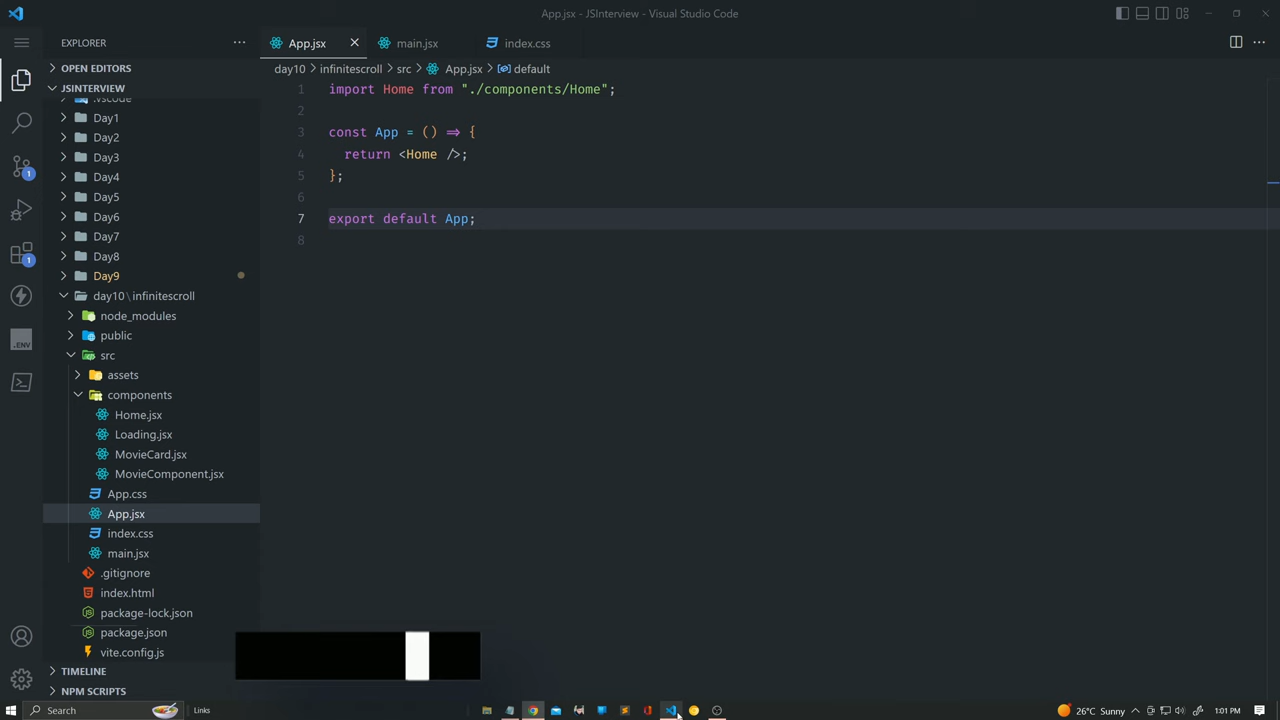 App.jsx - JSInterview - Visual Studio Code
EXPLORER
App.jsx
main.jsx
index.css
OPEN EDITORS
JSINTERVIEW
.vscode
Day1
Day2
Day3
Day4
Day5
Day6
Day7
Day8
Day9
day10\infinitescroll
node_modules
public
src
assets
components
Home.jsx
Loading.jsx
MovieCard.jsx
MovieComponent.jsx
App.css
App.jsx
index.css
main.jsx
.gitignore
index.html
package-lock.json
package.json
vite.config.js
TIMELINE
NPM SCRIPTS
1
1
.ENV
day10 > infinitescroll > src > App.jsx > default
1 import Home from "./components/Home";
2
3 const App = () => {
4 return <Home />;
5 };
6
7 export default App;
8
Search
Links
26°C Sunny
1:01 PM